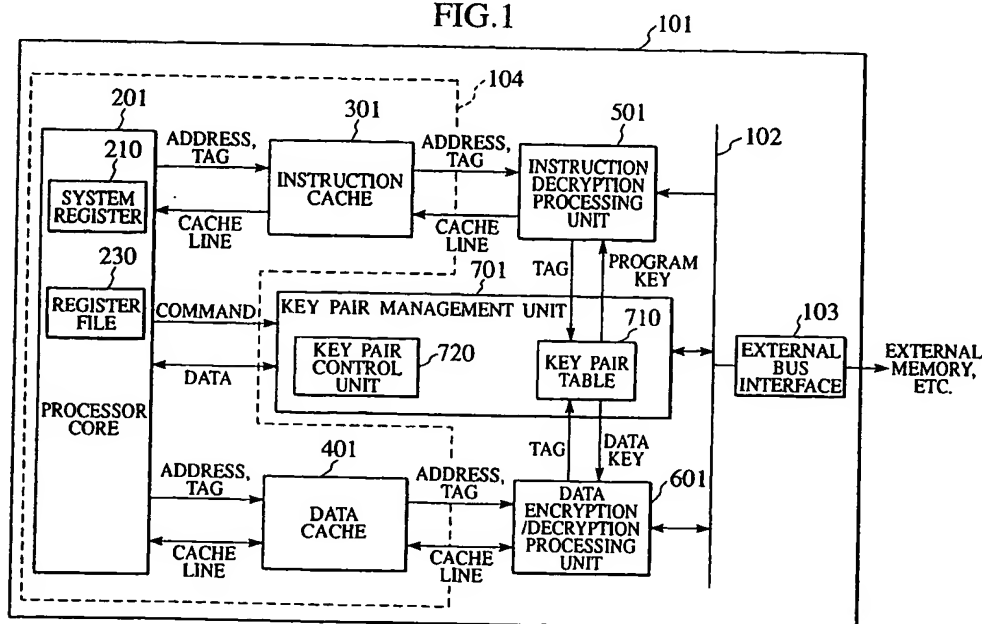 FIG.1
101
104
201
301
501
102
210
ADDRESS,
TAG
ADDRESS,
TAG
SYSTEM
REGISTER
INSTRUCTION
CACHE
INSTRUCTION
DECRYPTION
PROCESSING
UNIT
CACHE
LINE
CACHE
LINE
230
701
TAG
PROGRAM
KEY
REGISTER
FILE
COMMAND
KEY PAIR MANAGEMENT UNIT
710
103
KEY PAIR
CONTROL
UNIT
720
KEY PAIR
TABLE
EXTERNAL
BUS
INTERFACE
EXTERNAL
MEMORY,
ETC.
DATA
PROCESSOR
CORE
401
TAG
DATA
KEY
601
ADDRESS,
TAG
ADDRESS,
TAG
DATA
CACHE
DATA
ENCRYPTION
/DECRYPTION
PROCESSING
UNIT
CACHE
LINE
CACHE
LINE